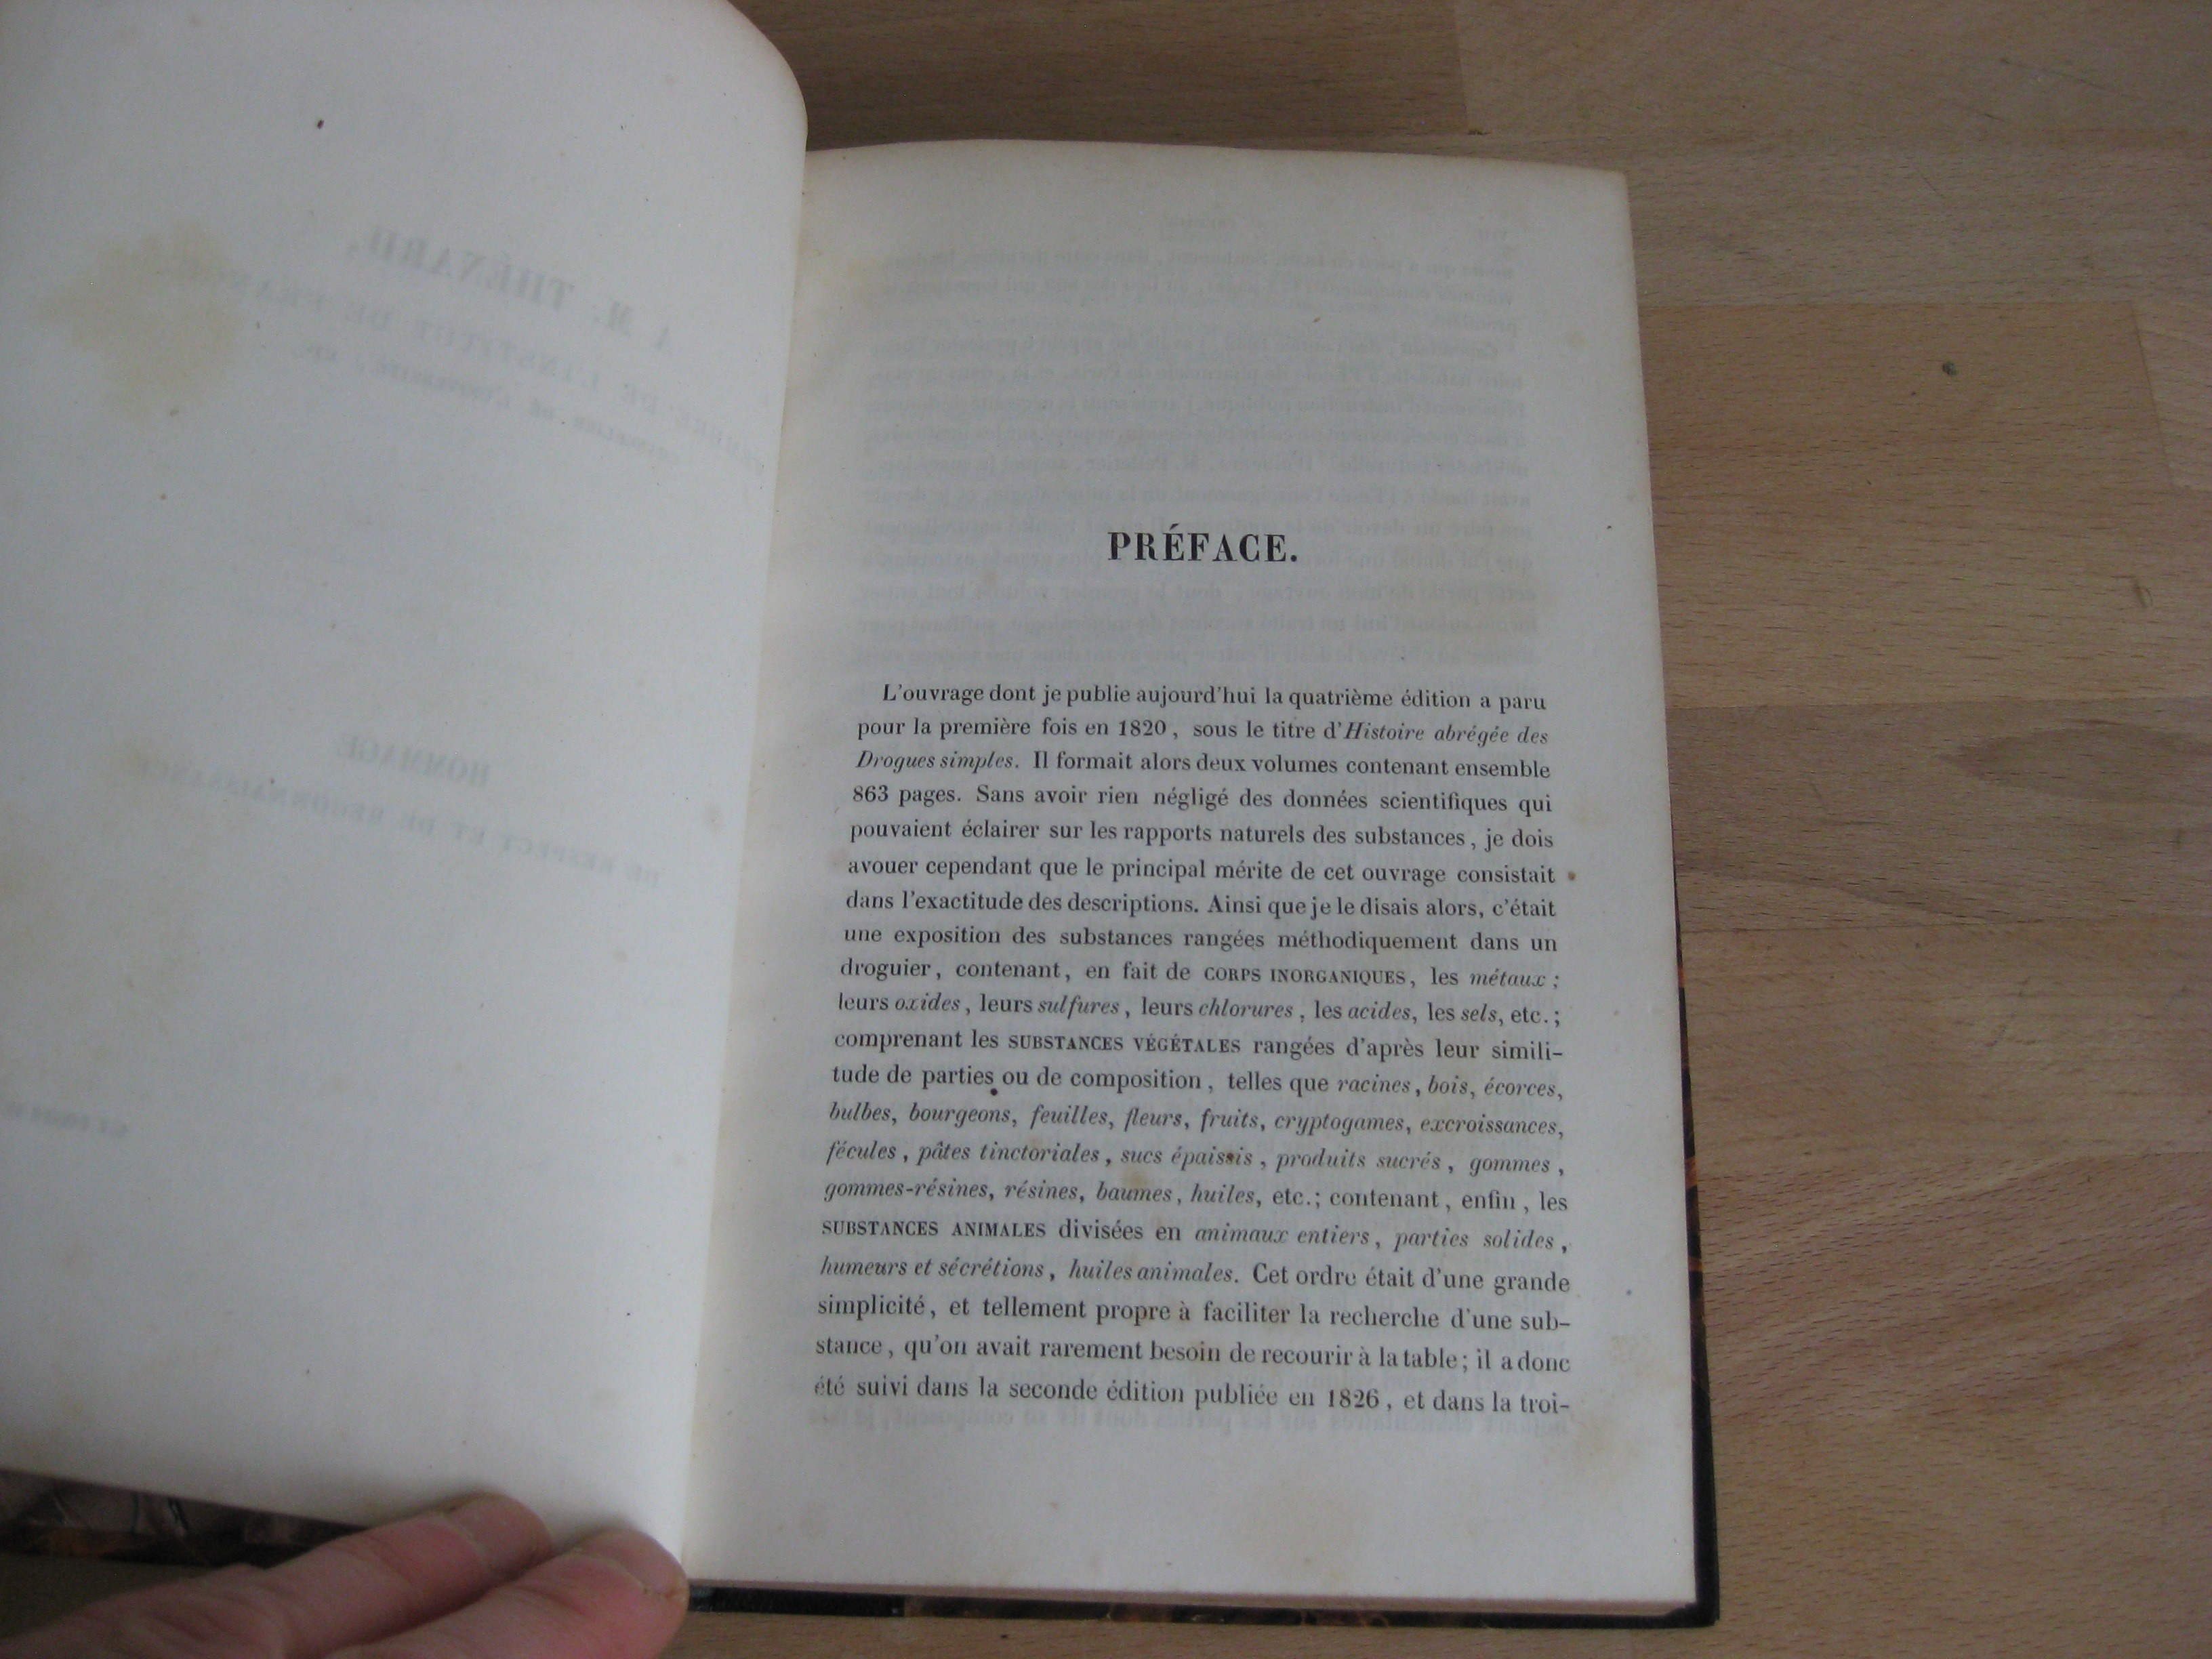 PRÉFACE.
L'ouvrage dont je publie aujourd'hui la quatrième édition a paru
pour la première fois en 1820, sous le titre d'Histoire abrégée des
Drogues simples. Il formait alors deux volumes contenant ensemble
863 pages. Sans avoir rien négligé des données scientifiques qui
pouvaient éclairer sur les rapports naturels des substances, je dois
avouer cependant que le principal mérite de cet ouvrage consistait
dans l'exactitude des descriptions. Ainsi que je le disais alors, c'était
une exposition des substances rangées méthodiquement dans un
droguier, contenant, en fait de CORPS INORGANIQUES, les métaux ;
leurs oxides, leurs sulfures, leurs chlorures, les acides, les sels, etc. ;
comprenant les SUBSTANCES VÉGÉTALES rangées d'après leur simili-
tude de parties ou de composition, telles que racines, bois, écorces,
bulbes, bourgeons, feuilles, fleurs, fruits, cryptogames, excroissances,
fécules, pâtes tinctoriales, sucs épaissis, produits sucrés, gommes,
gommes-résines, résines, baumes, huiles, etc.; contenant, enfin, les
SUBSTANCES ANIMALES divisées en animaux entiers, parties solides,
humeurs et sécrétions, huiles animales. Cet ordre était d'une grande
simplicité, et tellement propre à faciliter la recherche d'une sub-
stance, qu'on avait rarement besoin de recourir à la table; il a donc
été suivi dans la seconde édition publiée en 1826, et dans la troi-